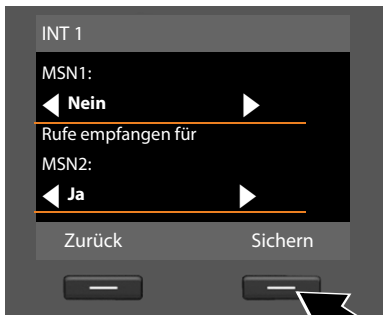 INT 1
MSN1:
Nein
Rufe empfangen für
MSN2:
Ja
Zurück Sichern